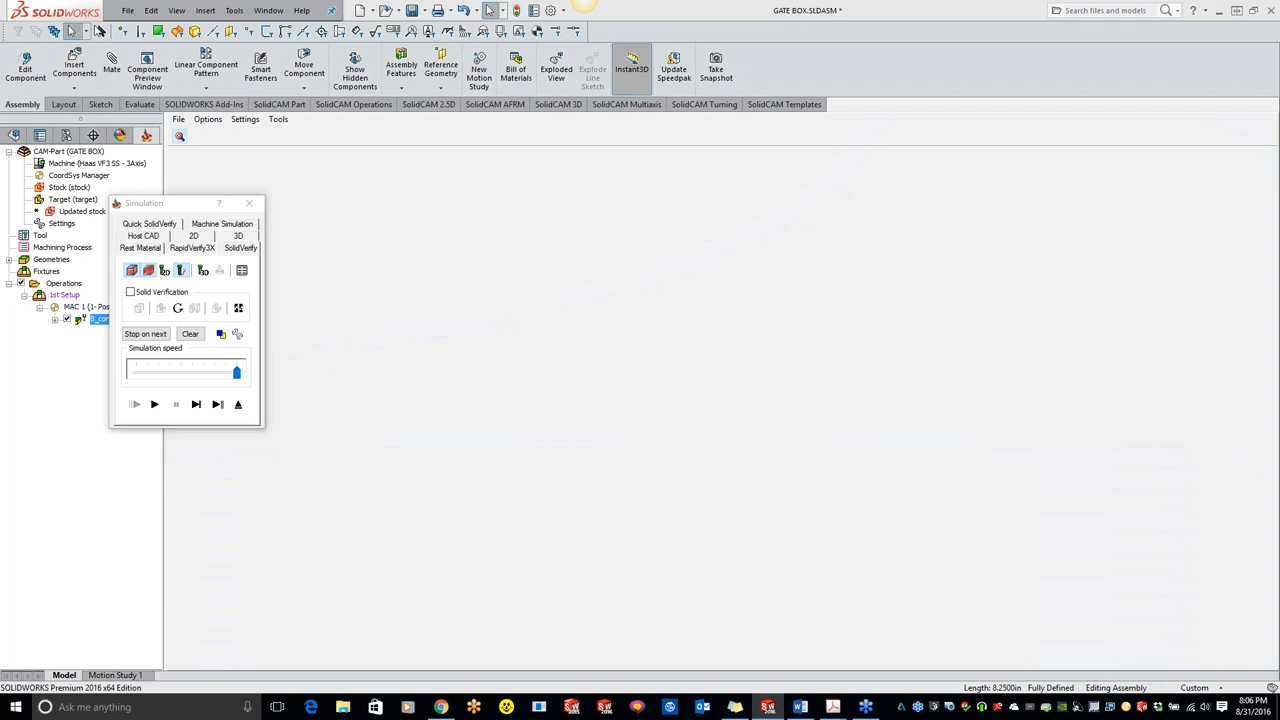 SOLIDWORKS File Edit View Insert Tools Window Help GATE BOX.SLDASM * Search files and models
Edit Component Insert Components Mate Component Preview Window Linear Component Pattern Smart Fasteners Move Component Show Hidden Components Assembly Features Reference Geometry New Motion Study Bill of Materials Exploded View Explode Line Sketch Instant3D Update Speedpak Take Snapshot
Assembly Layout Sketch Evaluate SOLIDWORKS Add-Ins SolidCAM Part SolidCAM Operations SolidCAM 2.5D SolidCAM AFRM SolidCAM 3D SolidCAM Multiaxis SolidCAM Turning SolidCAM Templates
File Options Settings Tools
CAM-Part (GATE BOX)
Machine (Haas VF3 SS - 3Axis)
CoordSys Manager
Stock (stock)
Target (target)
* Updated stock
Settings
Tool
Machining Process
Geometries
Fixtures
Operations
1st Setup
MAC 1 (1- Pos
B_con
Simulation ?
Quick SolidVerify Machine Simulation
Host CAD 2D 3D
Rest Material RapidVerify3X SolidVerify
2D 3D
Solid Verification
Stop on next Clear
Simulation speed
Model Motion Study 1
SOLIDWORKS Premium 2016 x64 Edition Length: 8.2500in Fully Defined Editing Assembly Custom
Ask me anything 8:06 PM
8/31/2016